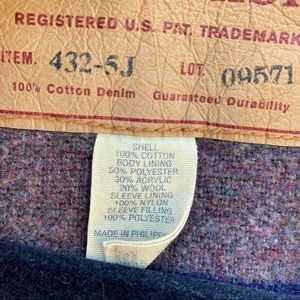 REGISTERED U.S. PAT. TRADEMARK
ITEM. 432-5J LOT. 09571
100% Cotton Denim Guaranteed Durability
SHELL
100% COTTON
BODY LINING
50% POLYESTER
30% ACRYLIC
20% WOOL
SLEEVE LINING
100% NYLON
SLEEVE FILLING
100% POLYESTER
MADE IN PHILIPP